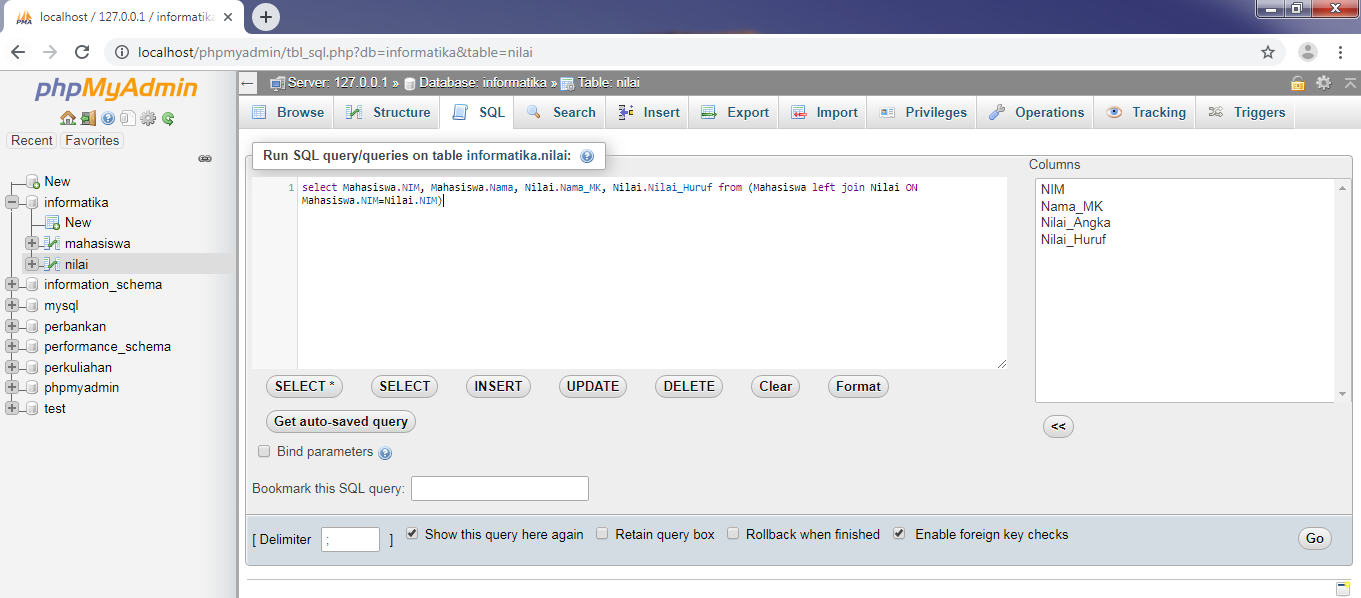 localhost / 127.0.0.1 / informatika
localhost/phpmyadmin/tbl_sql.php?db=informatika&table=nilai
phpMyAdmin
Recent Favorites
New
informatika
New
mahasiswa
nilai
information_schema
mysql
perbankan
performance_schema
perkuliahan
phpmyadmin
test
Server: 127.0.0.1 » Database: informatika » Table: nilai
Browse Structure SQL Search Insert Export Import Privileges Operations Tracking Triggers
Run SQL query/queries on table informatika.nilai:
1 select Mahasiswa.NIM, Mahasiswa.Nama, Nilai.Nama_MK, Nilai.Nilai_Huruf from (Mahasiswa left join Nilai ON
Mahasiswa.NIM=Nilai.NIM)
Columns
NIM
Nama_MK
Nilai_Angka
Nilai_Huruf
SELECT * SELECT INSERT UPDATE DELETE Clear Format
Get auto-saved query
<<
Bind parameters
Bookmark this SQL query:
[ Delimiter ; ] Show this query here again Retain query box Rollback when finished Enable foreign key checks Go